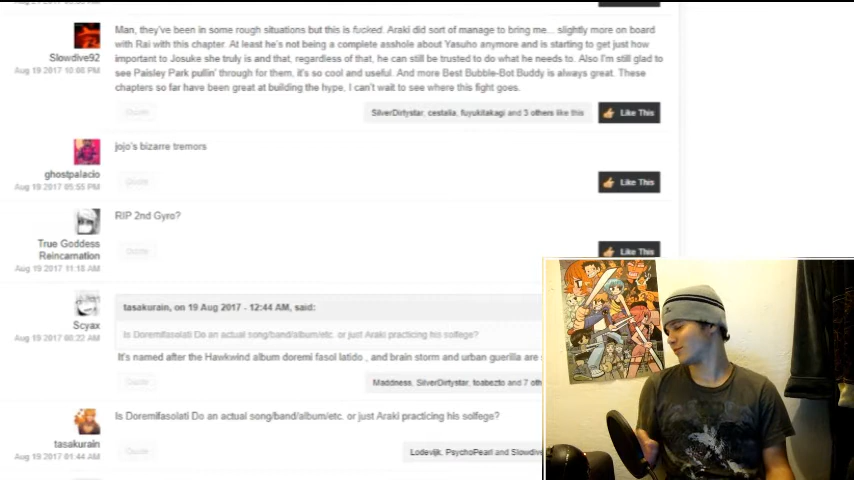 Man, they've been in some rough situations but this is fucked. Araki did sort of manage to bring me... slightly more on board
with Rai with this chapter. At least he's not being a complete asshole about Yasuho anymore and is starting to get just how
important to Josuke she truly is and that, regardless of that, he can still be trusted to do what he needs to. Also I'm still glad to
see Paisley Park pullin' through for them, it's so cool and useful. And more Best Bubble-Bot Buddy is always great. These
chapters so far have been great at building the hype, I can't wait to see where this fight goes.
Slowdive92
Aug 19 2017 10:08 PM
Quote
SilverDirtystar, cestalia, fuyukitakagi and 3 others like this
Like This
jojo's bizarre tremors
ghostpalacio
Aug 19 2017 05:55 PM
Quote
Like This
RIP 2nd Gyro?
True Goddess
Reincarnation
Aug 19 2017 11:18 AM
Quote
Like This
tasakurain, on 19 Aug 2017 - 12:44 AM, said:
Is Doremifasolati Do an actual song/band/album/etc. or just Araki practicing his solfege?
Scyax
Aug 19 2017 08:22 AM
It's named after the Hawkwind album doremi fasol latido , and brain storm and urban guerilla are
Quote
Maddness, SilverDirtystar, toabezto and 7 oth
Is Doremifasolati Do an actual song/band/album/etc. or just Araki practicing his solfege?
tasakurain
Aug 19 2017 01:44 AM
Quote
Lodevijk, PsychoPearl and Slowdive